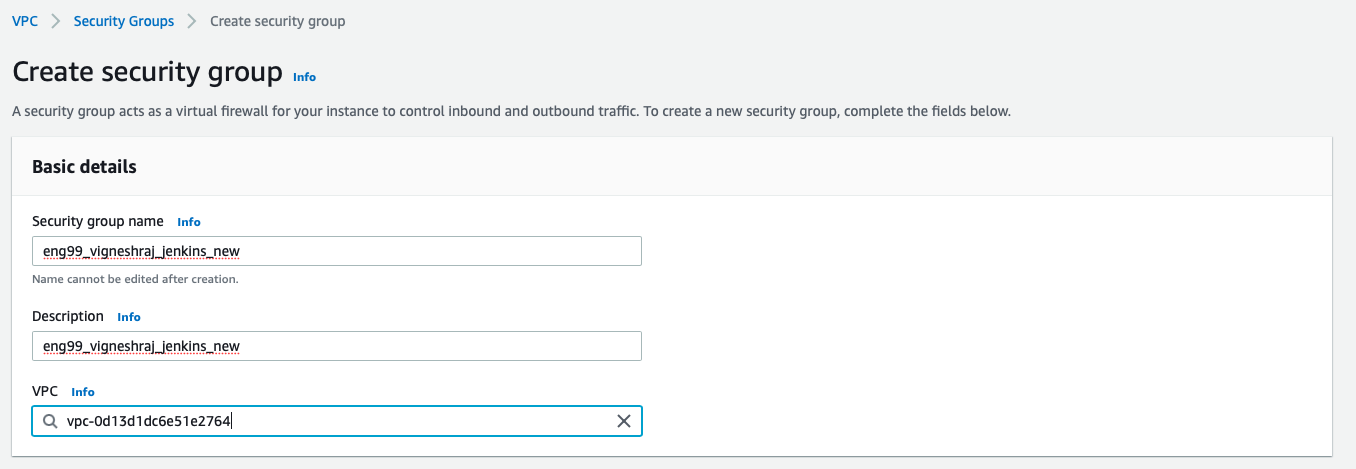 VPC > Security Groups > Create security group
Create security group Info
A security group acts as a virtual firewall for your instance to control inbound and outbound traffic. To create a new security group, complete the fields below.
Basic details
Security group name Info
eng99_vigneshraj_jenkins_new
Name cannot be edited after creation.
Description Info
eng99_vigneshraj_jenkins_new
VPC Info
vpc-0d13d1dc6e51e2764